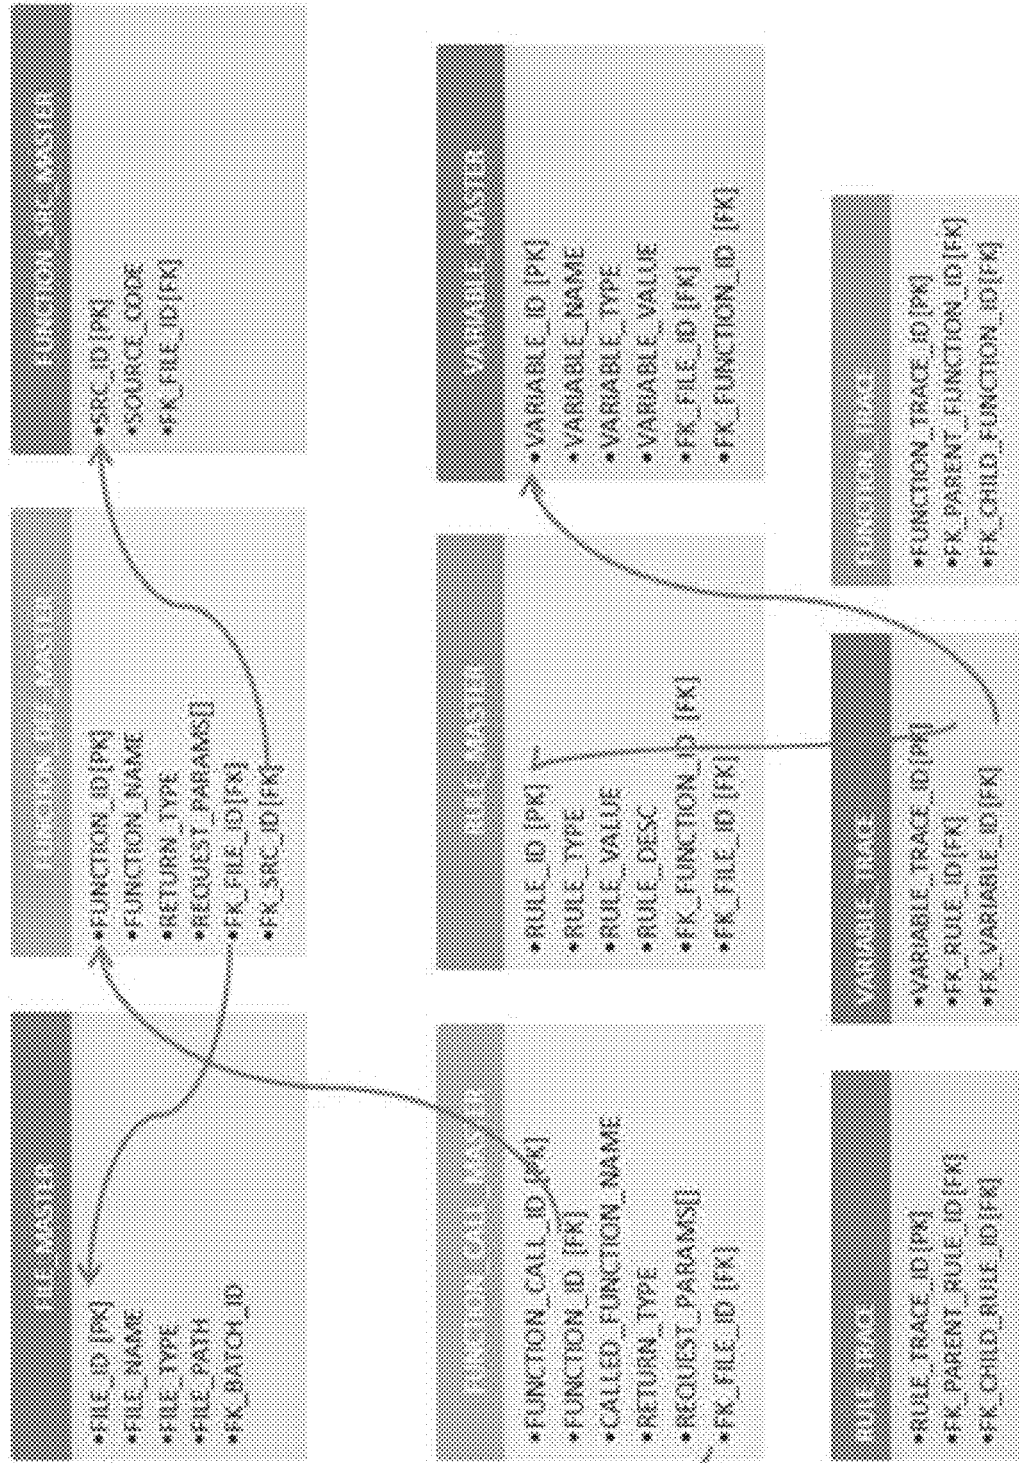 FILE_MASTER
•FILE_ID [PK]
•FILE_NAME
•FILE_TYPE
•FILE_PATH
•FK_BATCH_ID
MASTER
•FUNCTION_ID[PK]
•FUNCTION_NAME
•RETURN_TYPE
•REQUEST_PARAMS[]
•FK_FILE_ID[FK]
•FK_SRC_ID[FK]
FUNCTION_SRC_MASTER
•SRC_ID [PK]
•SOURCE_CODE
•FK_FILE_ID[FK]
FUNCTION_CALL_MASTER
•FUNCTION_CALL_ID [PK]
•FUNCTION_ID [FK]
•CALLED_FUNCTION_NAME
•RETURN_TYPE
•REQUEST_PARAMS[]
•FK_FILE_ID [FK]
RULE_MASTER
•RULE_ID [PK]
•RULE_TYPE
•RULE_VALUE
•RULE_DESC
•FK_FUNCTION_ID [FK]
•FK_FILE_ID [FK]
VARIABLE_MASTER
•VARIABLE_ID [PK]
•VARIABLE_NAME
•VARIABLE_TYPE
•VARIABLE_VALUE
•FK_FILE_ID [FK]
•FK_FUNCTION_ID [FK]
•RULE_TRACE_ID[PK]
•FK_PARENT_RULE_ID[FK]
•FK_CHILD_RULE_ID[FK]
•VARIABLE_TRACE_ID[PK]
•FK_RULE_ID[FK]
•FK_VARIABLE_ID[FK]
•FUNCTION_TRACE_ID[PK]
•FK_PARENT_FUNCTION_ID[FK]
•FK_CHILD_FUNCTION_ID[FK]